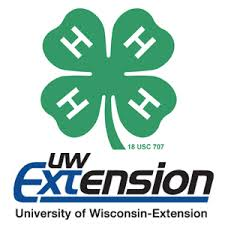 H H
H H
18 USC 707
UW
Extension
University of Wisconsin-Extension